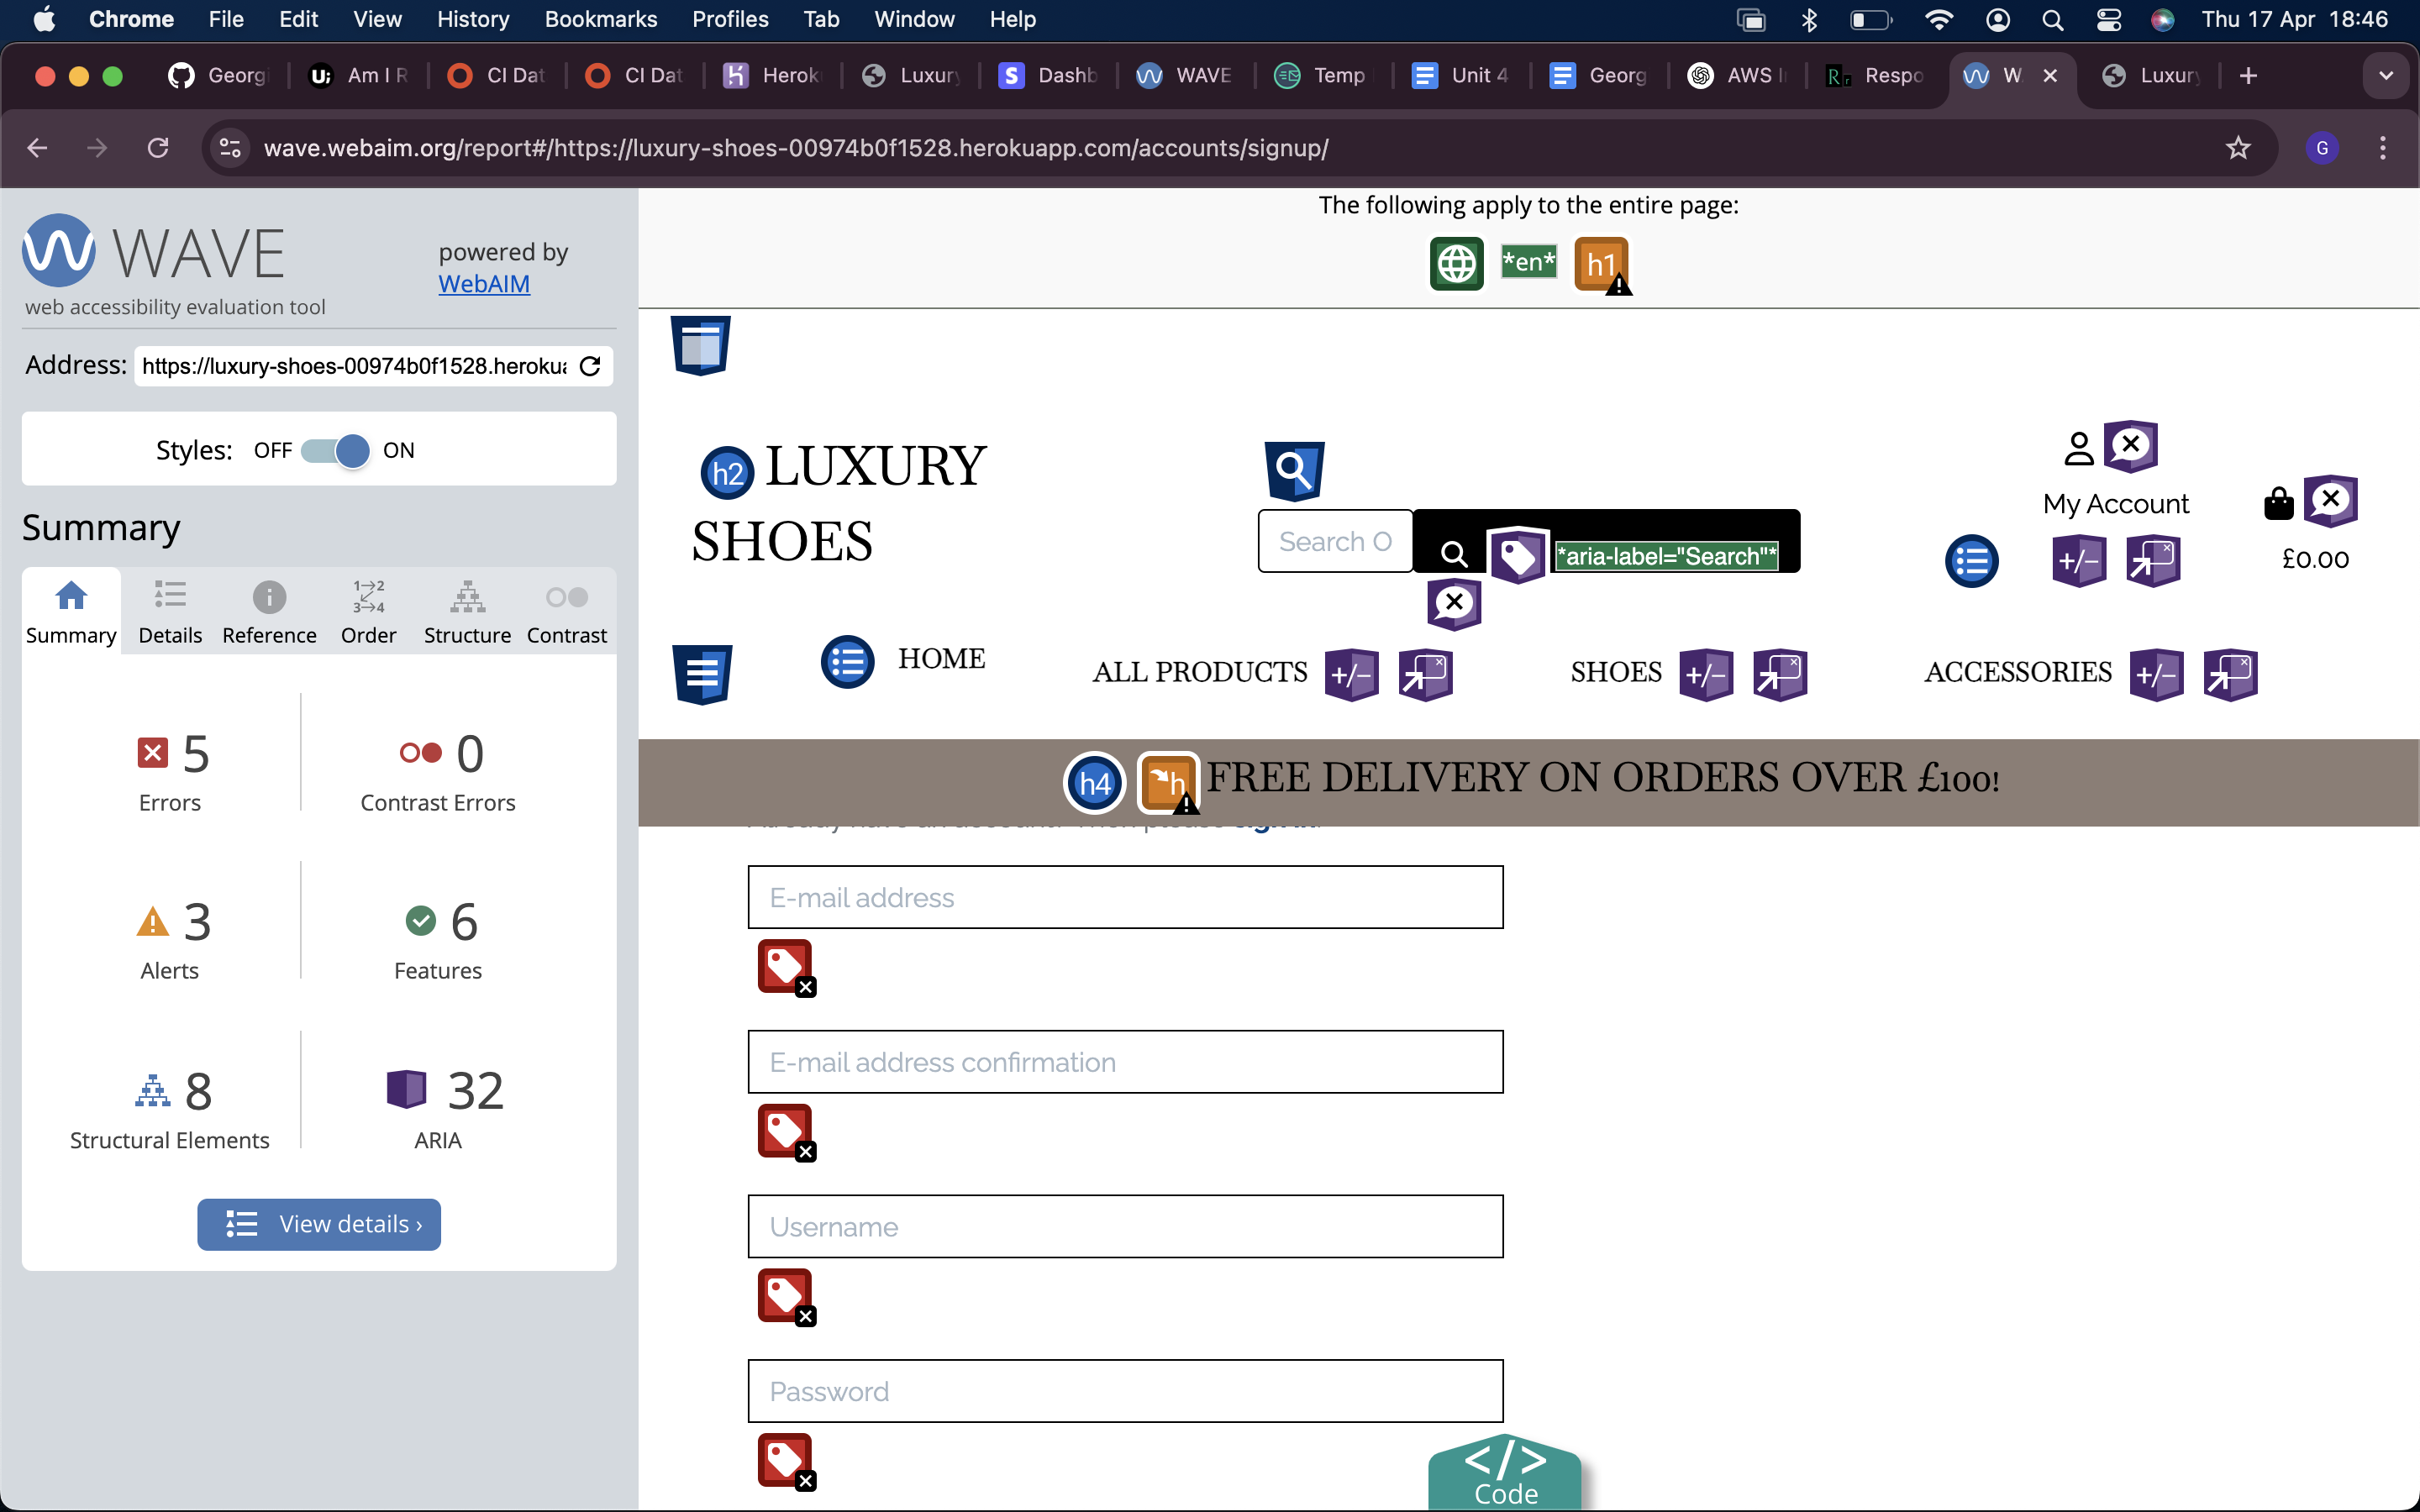 Chrome File Edit View History Bookmarks Profiles Tab Window Help Thu 17 Apr 18:46
Georgi Am I R CI Dat CI Dat Herok Luxury Dashb WAVE Temp Unit 4 Georg AWS I Respo W Luxury
wave.webaim.org/report#/https://luxury-shoes-00974b0f1528.herokuapp.com/accounts/signup/ G
The following apply to the entire page:
*en* h1
WAVE
web accessibility evaluation tool
powered by
WebAIM
Address: https://luxury-shoes-00974b0f1528.heroku
Styles: OFF ON
Summary
Summary Details Reference Order Structure Contrast
5
Errors
0
Contrast Errors
3
Alerts
6
Features
8
Structural Elements
32
ARIA
View details ›
h2 LUXURY
SHOES
Search O
*aria-label="Search"*
My Account
+/-
£0.00
HOME
ALL PRODUCTS +/-
SHOES +/-
ACCESSORIES +/-
h4 h FREE DELIVERY ON ORDERS OVER £100!
E-mail address
E-mail address confirmation
Username
Password
</>
Code